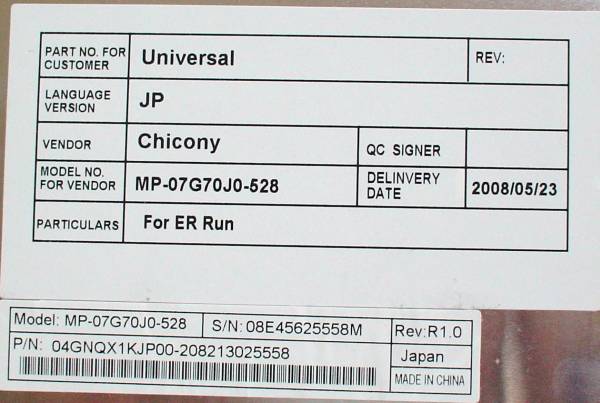 PART NO. FOR CUSTOMER Universal REV:
LANGUAGE VERSION JP
VENDOR Chicony QC SIGNER
MODEL NO. FOR VENDOR MP-07G70J0-528 DELINVERY DATE 2008/05/23
PARTICULARS For ER Run
Model: MP-07G70J0-528 S/N: 08E45625558M Rev:R1.0
P/N: 04GNQX1KJP00-208213025558 Japan
MADE IN CHINA